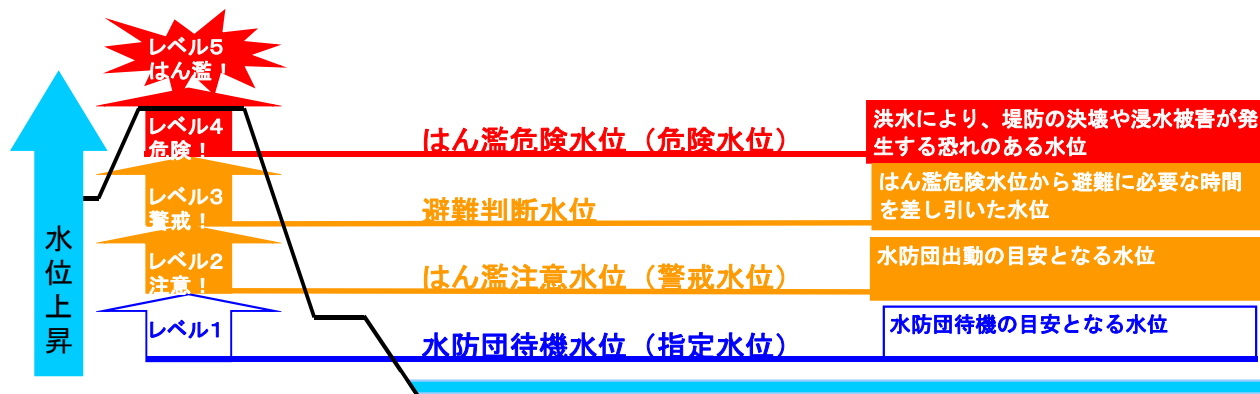 レベル5
はん濫！
レベル4
危険！
はん濫危険水位（危険水位）
洪水により、堤防の決壊や浸水被害が発
生する恐れのある水位
レベル3
警戒！
避難判断水位
はん濫危険水位から避難に必要な時間
を差し引いた水位
レベル2
注意！
はん濫注意水位（警戒水位）
水防団出動の目安となる水位
レベル1
水防団待機水位（指定水位）
水防団待機の目安となる水位
水位上昇